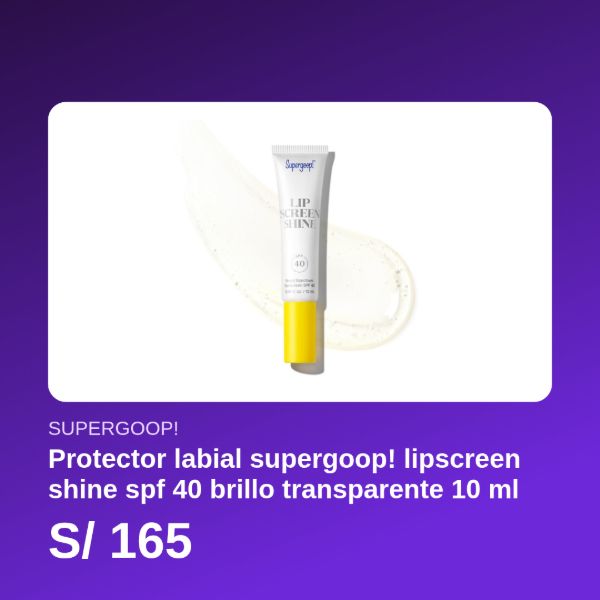 Supergoop!
LIP
SCREEN
SHINE
40
SUPERGOOP!
Protector labial supergoop! lipscreen
shine spf 40 brillo transparente 10 ml
S/ 165